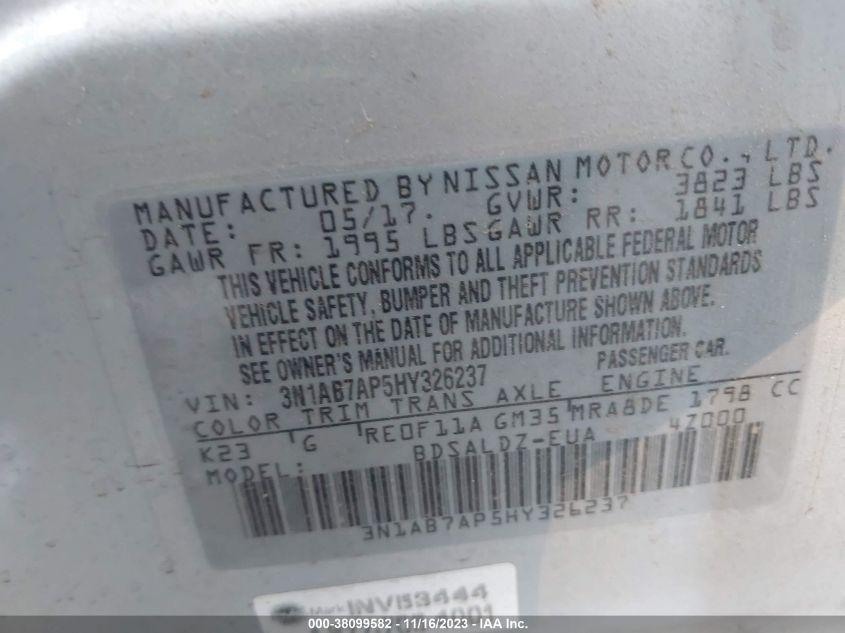 MANUFACTURED BY NISSAN MOTOR CO., LTD.
DATE: 05/17. GVWR: 3823 LBS
GAWR FR: 1995 LBS GAWR RR: 1841 LBS
THIS VEHICLE CONFORMS TO ALL APPLICABLE FEDERAL MOTOR
VEHICLE SAFETY, BUMPER AND THEFT PREVENTION STANDARDS
IN EFFECT ON THE DATE OF MANUFACTURE SHOWN ABOVE.
SEE OWNER'S MANUAL FOR ADDITIONAL INFORMATION.
VIN: 3N1AB7AP5HY326237 PASSENGER CAR.
COLOR TRIM TRANS AXLE ENGINE
K23 G RE0F11A GM35 MRA8DE 1798 CC
MODEL: BDSALDZ-EUA 4Z000
3N1AB7AP5HY326237
INV53444
000-38099582 - 11/16/2023 - IAA, Inc.